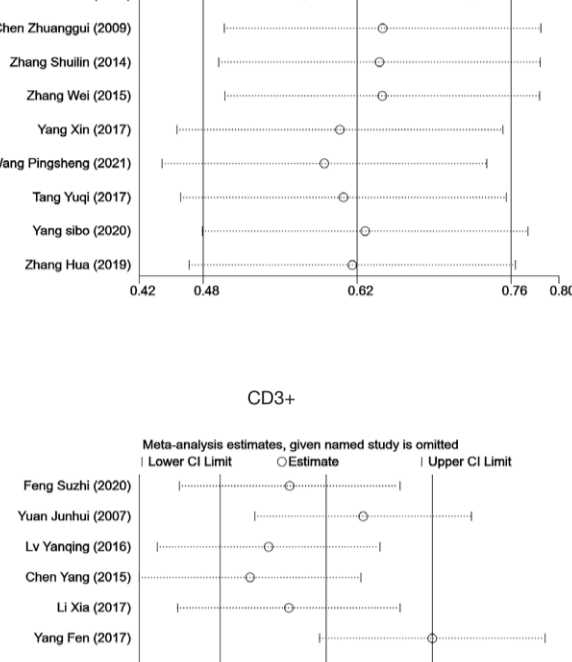 Zhuanggui (2009)
Zhang Shuilin (2014)
Zhang Wei (2015)
Yang Xin (2017)
Pingsheng (2021)
Tang Yuqi (2017)
Yang sibo (2020)
Zhang Hua (2019)
0.42 0.48 0.62 0.76
CD3+
Meta-analysis estimates, given named study is omitted
| Lower CI Limit ○Estimate | Upper CI Limit
Feng Suzhi (2020)
Yuan Junhui (2007)
Lv Yanqing (2016)
Chen Yang (2015)
Li Xia (2017)
Yang Fen (2017)